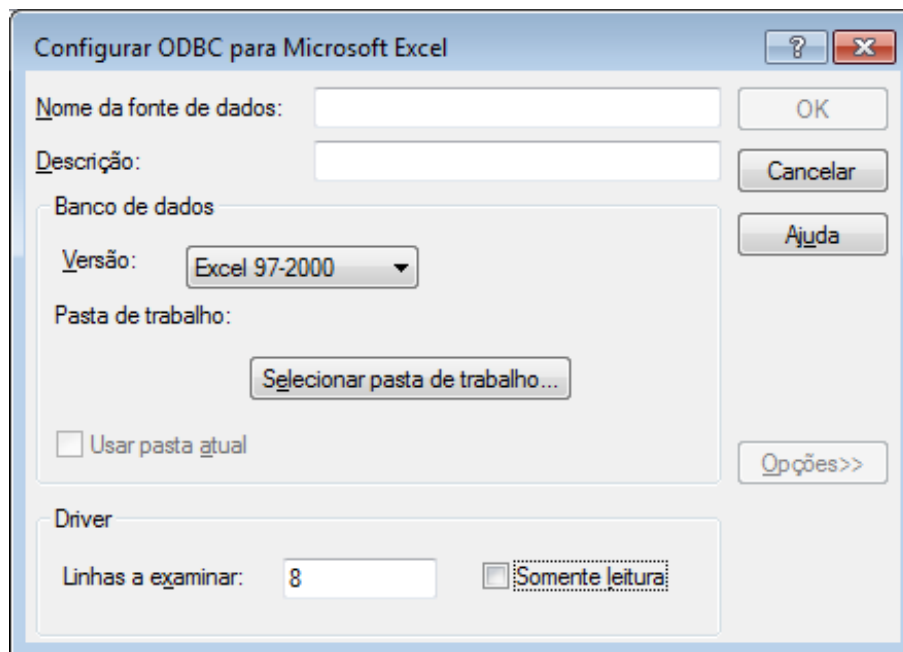 Configurar ODBC para Microsoft Excel
Nome da fonte de dados:
OK
Descrição:
Cancelar
Banco de dados
Ajuda
Versão:
Excel 97-2000
Pasta de trabalho:
Selecionar pasta de trabalho...
Usar pasta atual
Opções>>
Driver
Linhas a examinar:
8
Somente leitura